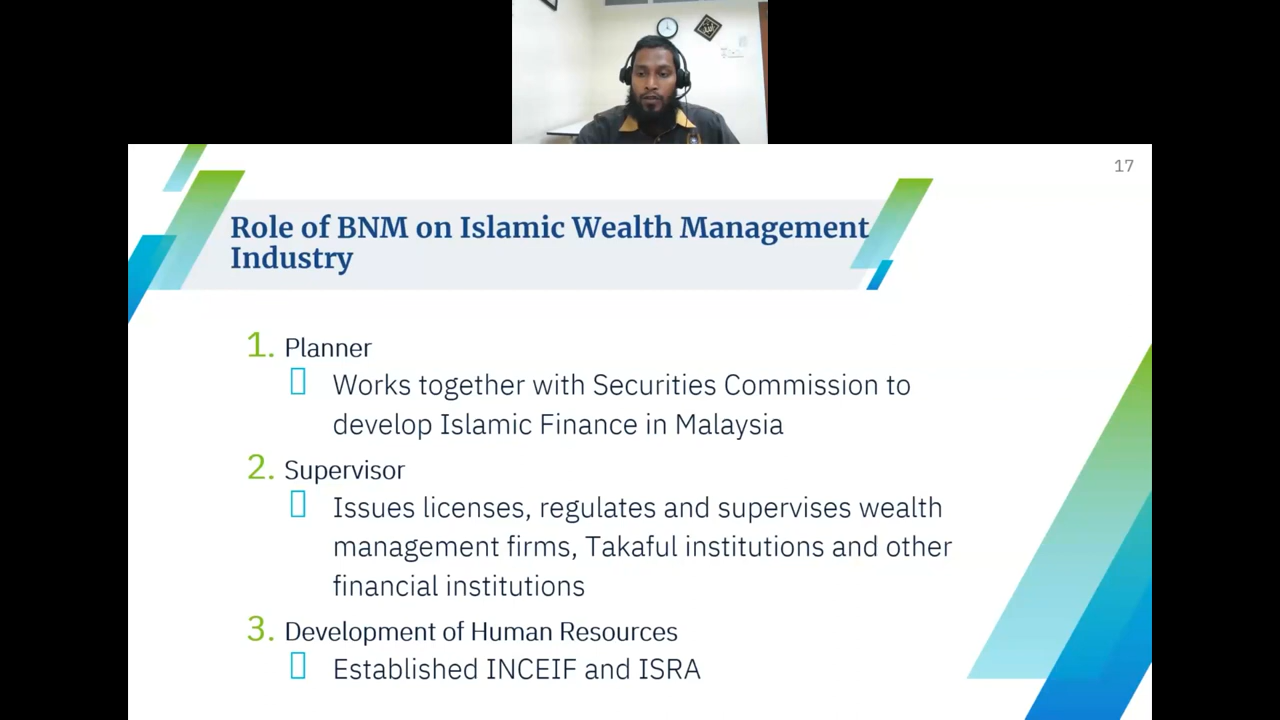 17
Role of BNM on Islamic Wealth Management
Industry
1. Planner
Works together with Securities Commission to
develop Islamic Finance in Malaysia
2. Supervisor
Issues licenses, regulates and supervises wealth
management firms, Takaful institutions and other
financial institutions
3. Development of Human Resources
Established INCEIF and ISRA